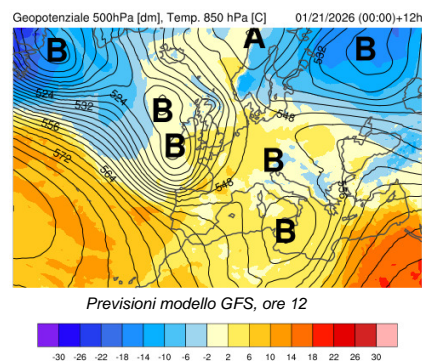 Geopotenziale 500hPa [dm], Temp. 850 hPa [C] 01/21/2026 (00:00)+12h
B A B
532
524 524
532
B
556 548
572
B
564
B
548
556
B
Previsioni modello GFS, ore 12
-30 -26 -22 -18 -14 -10 -6 -2 2 6 10 14 18 22 26 30